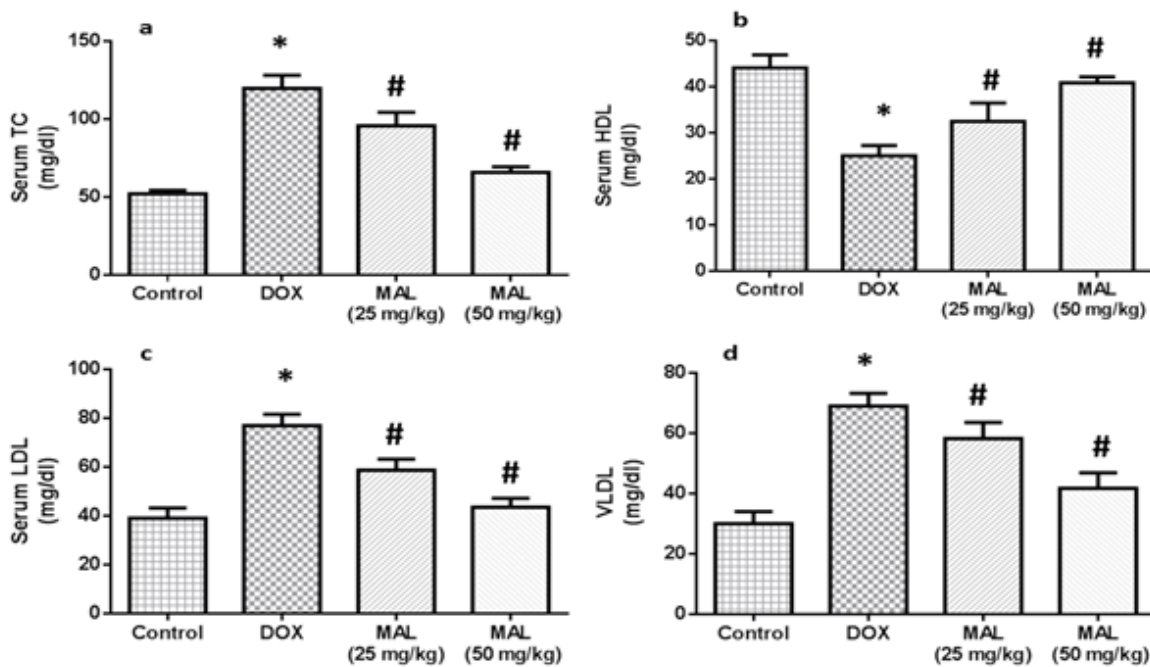 a
Serum TC
(mg/dl)
150
100
50
0
*
#
#
Control DOX MAL MAL
(25 mg/kg) (50 mg/kg)
b
Serum HDL
(mg/dl)
50
40
30
20
10
0
*
#
#
Control DOX MAL MAL
(25 mg/kg) (50 mg/kg)
c
Serum LDL
(mg/dl)
100
80
60
40
20
0
*
#
#
Control DOX MAL MAL
(25 mg/kg) (50 mg/kg)
d
VLDL
(mg/dl)
80
60
40
20
0
*
#
#
Control DOX MAL MAL
(25 mg/kg) (50 mg/kg)